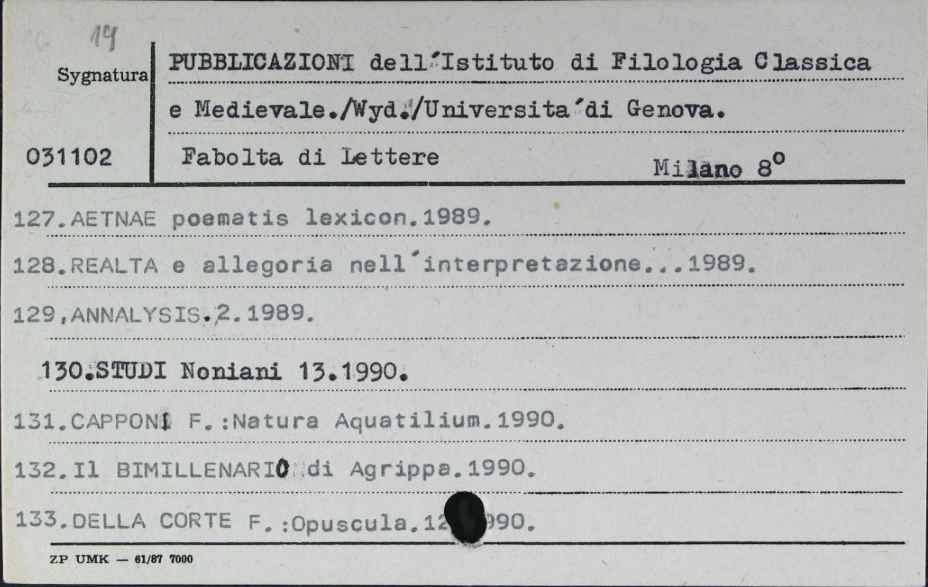 19
PUBBLICAZIONI dell´Istituto di Filologia Classica
Sygnatura
e Medievale./Wyd./Universita´di Genova.
031102 Fabolta di Lettere Milano 8º
127.AETNAE poematis lexicon.1989.
128.REALTA e allegoria nell´interpretazione...1989.
129,ANNALYSIS.2.1989.
130.STUDI Noniani 13.1990.
131.CAPPONI F.:Natura Aquatilium.1990.
132.Il BIMILLENARIO di Agrippa.1990.
133.DELLA CORTE F.:Opuscula.12 990.
ZP UMK — 61/87 7000